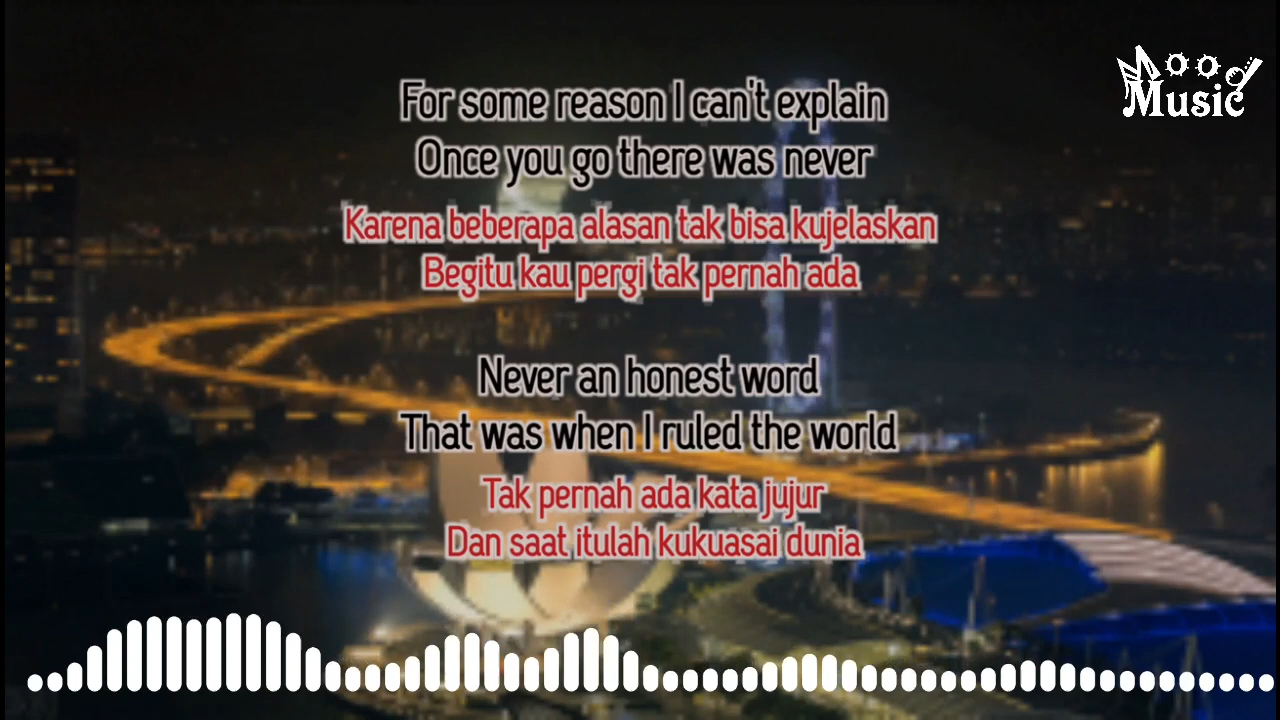 Mood
Music
For some reason I can't explain
Once you go there was never
Karena beberapa alasan tak bisa kujelaskan
Begitu kau pergi tak pernah ada
Never an honest word
That was when I ruled the world
Tak pernah ada kata jujur
Dan saat itulah kukuasai dunia